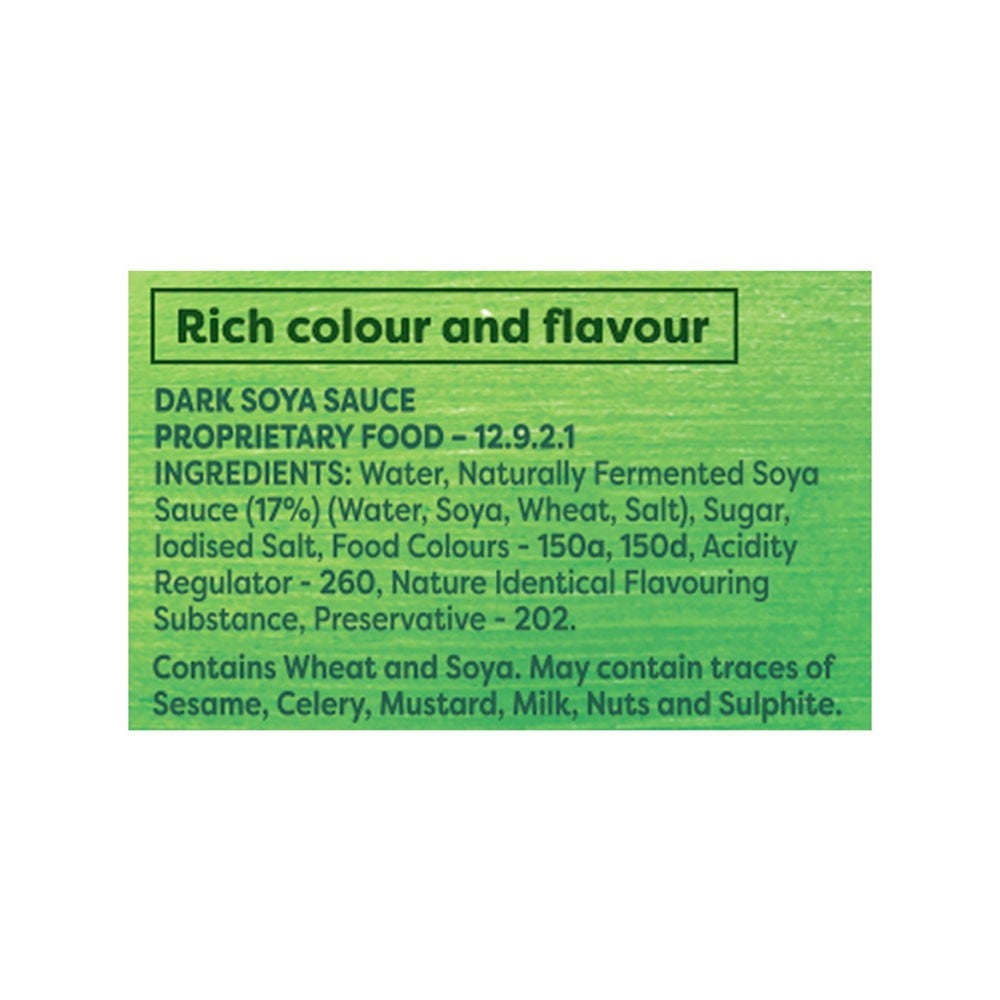 Rich colour and flavour
DARK SOYA SAUCE
PROPRIETARY FOOD – 12.9.2.1
INGREDIENTS: Water, Naturally Fermented Soya
Sauce (17%) (Water, Soya, Wheat, Salt), Sugar,
Iodised Salt, Food Colours - 150a, 150d, Acidity
Regulator - 260, Nature Identical Flavouring
Substance, Preservative - 202.
Contains Wheat and Soya. May contain traces of
Sesame, Celery, Mustard, Milk, Nuts and Sulphite.